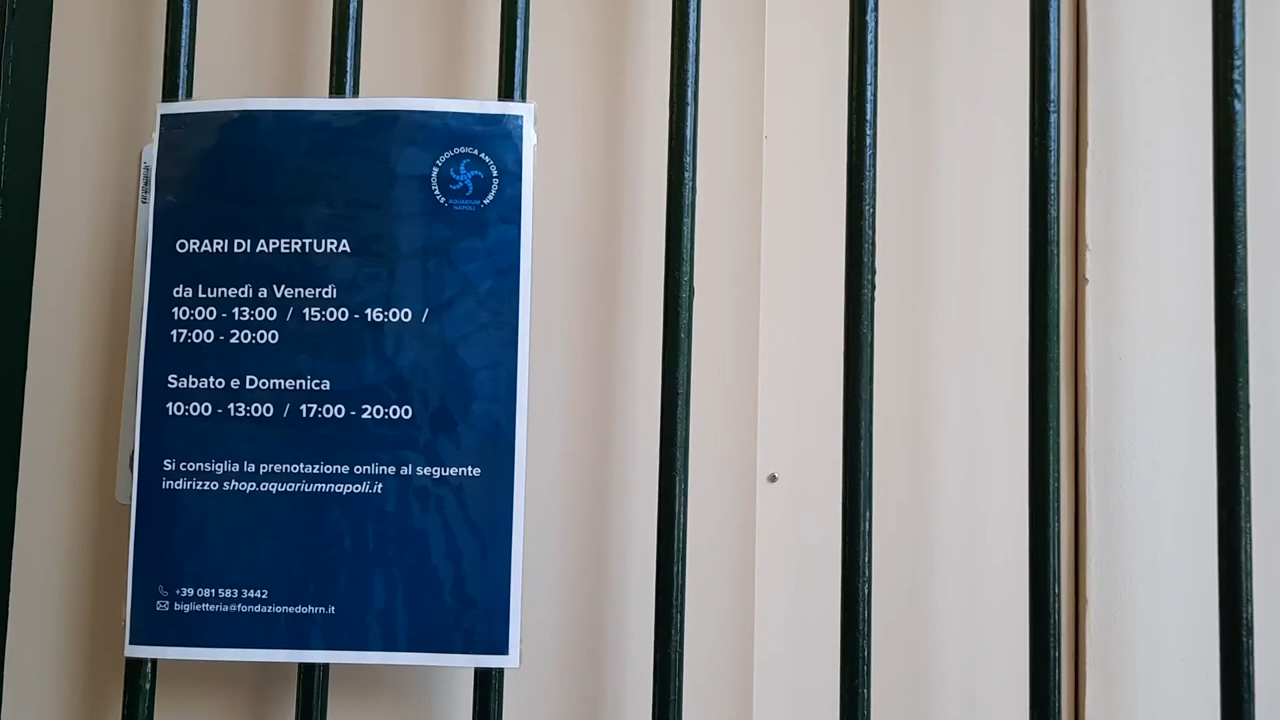 STAZIONE ZOOLOGICA ANTON DOHRN
AQUARIUM
NAPOLI
ORARI DI APERTURA
da Lunedì a Venerdì
10:00 - 13:00 / 15:00 - 16:00 /
17:00 - 20:00
Sabato e Domenica
10:00 - 13:00 / 17:00 - 20:00
Si consiglia la prenotazione online al seguente
indirizzo shop.aquariumnapoli.it
+39 081 583 3442
biglietteria@fondazionedohrn.it